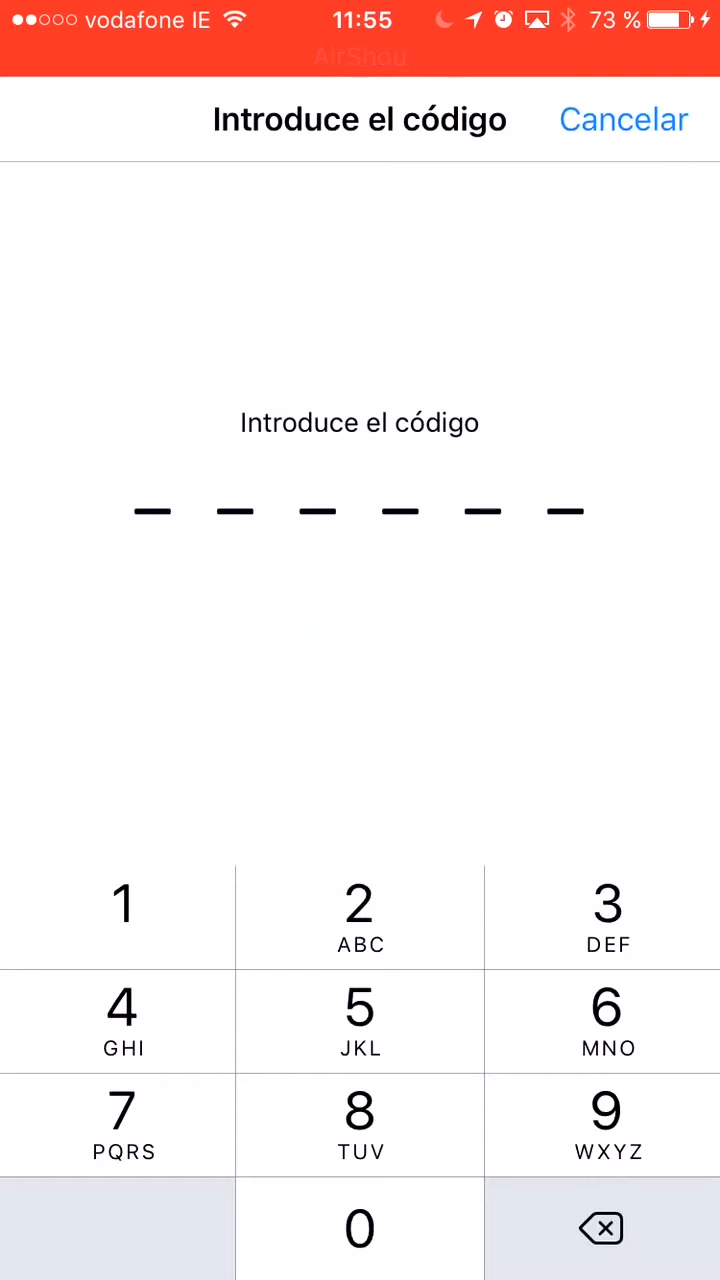 vodafone IE 11:55 73 %
AirShou
Introduce el código Cancelar
Introduce el código
1 2 3
ABC DEF
4 5 6
GHI JKL MNO
7 8 9
PQRS TUV WXYZ
0